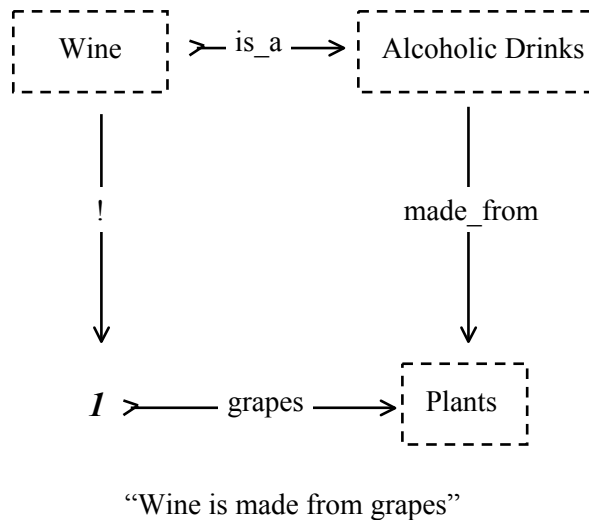 Wine is_a Alcoholic Drinks
! made_from
1 grapes Plants
“Wine is made from grapes”